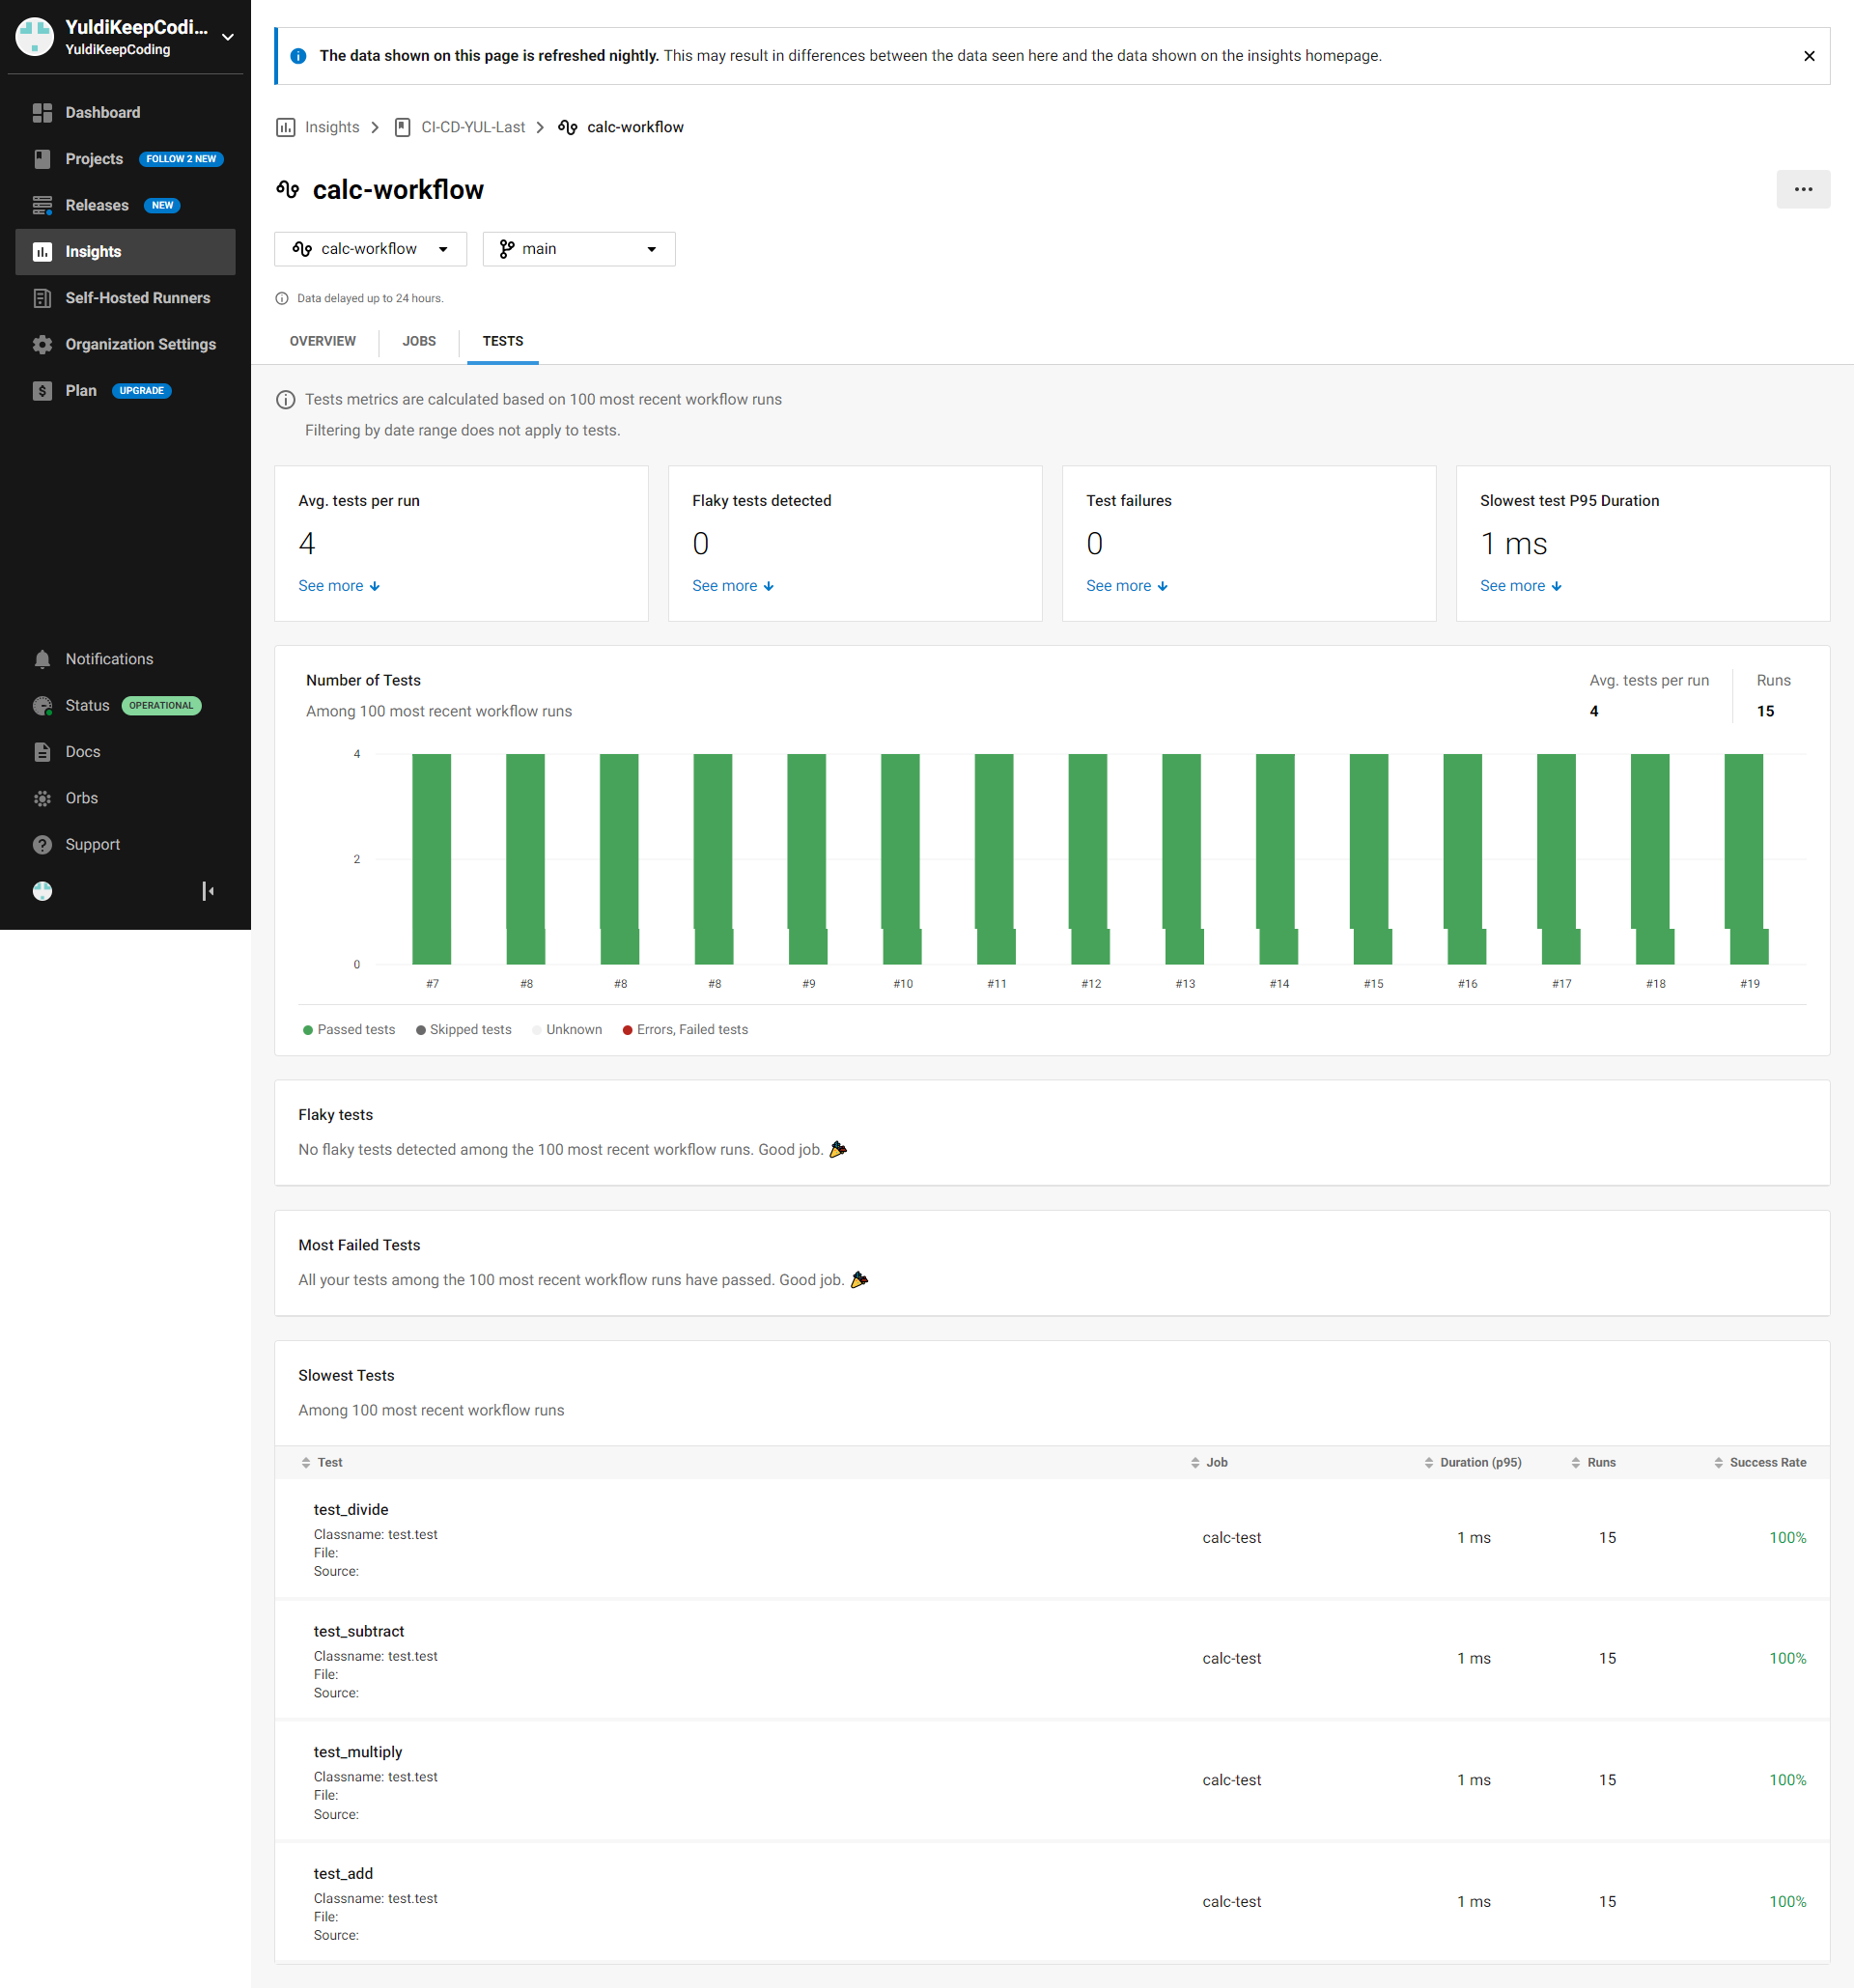 YuldiKeepCodi...
YuldiKeepCoding
Dashboard
Projects FOLLOW 2 NEW
Releases NEW
Insights
Self-Hosted Runners
Organization Settings
Plan UPGRADE
Notifications
Status OPERATIONAL
Docs
Orbs
Support
The data shown on this page is refreshed nightly. This may result in differences between the data seen here and the data shown on the insights homepage.
Insights CI-CD-YUL-Last calc-workflow
calc-workflow
calc-workflow main
Data delayed up to 24 hours.
OVERVIEW JOBS TESTS
Tests metrics are calculated based on 100 most recent workflow runs
Filtering by date range does not apply to tests.
Avg. tests per run
4
See more
Flaky tests detected
0
See more
Test failures
0
See more
Slowest test P95 Duration
1 ms
See more
Number of Tests
Among 100 most recent workflow runs
Avg. tests per run
4
Runs
15
4
2
0
#7 #8 #8 #8 #9 #10 #11 #12 #13 #14 #15 #16 #17 #18 #19
Passed tests Skipped tests Unknown Errors, Failed tests
Flaky tests
No flaky tests detected among the 100 most recent workflow runs. Good job.
Most Failed Tests
All your tests among the 100 most recent workflow runs have passed. Good job.
Slowest Tests
Among 100 most recent workflow runs
Test Job Duration (p95) Runs Success Rate
test_divide
Classname: test.test
File:
Source:
calc-test 1 ms 15 100%
test_subtract
Classname: test.test
File:
Source:
calc-test 1 ms 15 100%
test_multiply
Classname: test.test
File:
Source:
calc-test 1 ms 15 100%
test_add
Classname: test.test
File:
Source:
calc-test 1 ms 15 100%